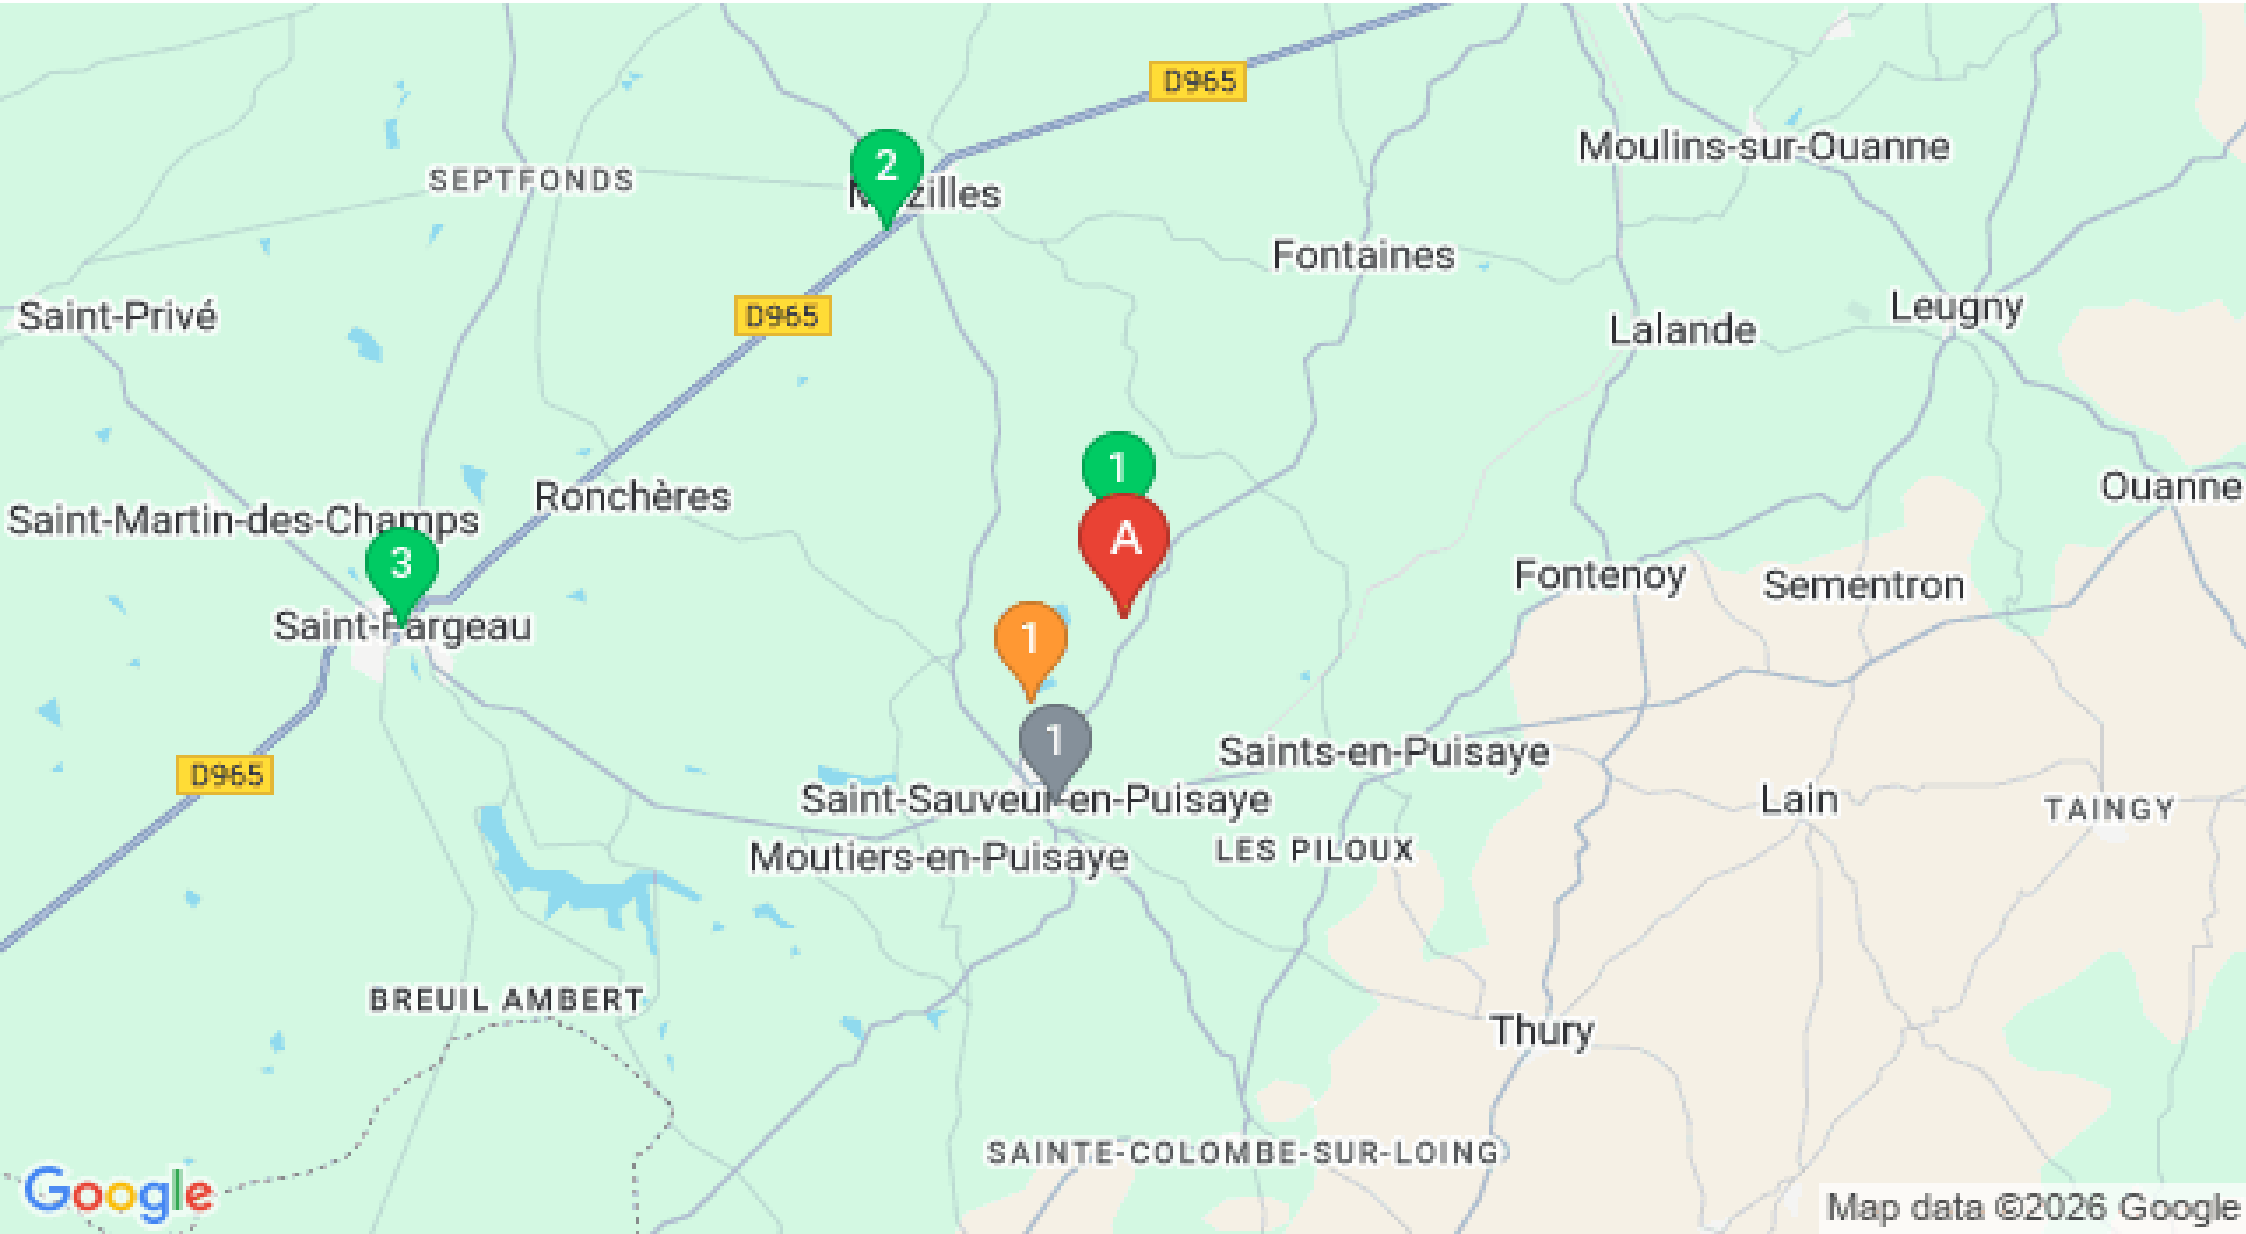 D965
Moulins-sur-Ouanne
2
SEPTFONDS
Fontaines
Saint-Privé
D965
Leugny
Lalande
1
Ronchères
Ouanne
Saint-Martin-des-Champs
A
3
Fontenoy
Sementron
Saint-Fargeau
1
1
Saints-en-Puisaye
D965
Saint-Sauveur-en-Puisaye
Lain
TAINGY
Moutiers-en-Puisaye
LES PILOUX
BREUIL AMBERT
Thury
SAINTE-COLOMBE-SUR-LOING
Google
Map data ©2026 Google